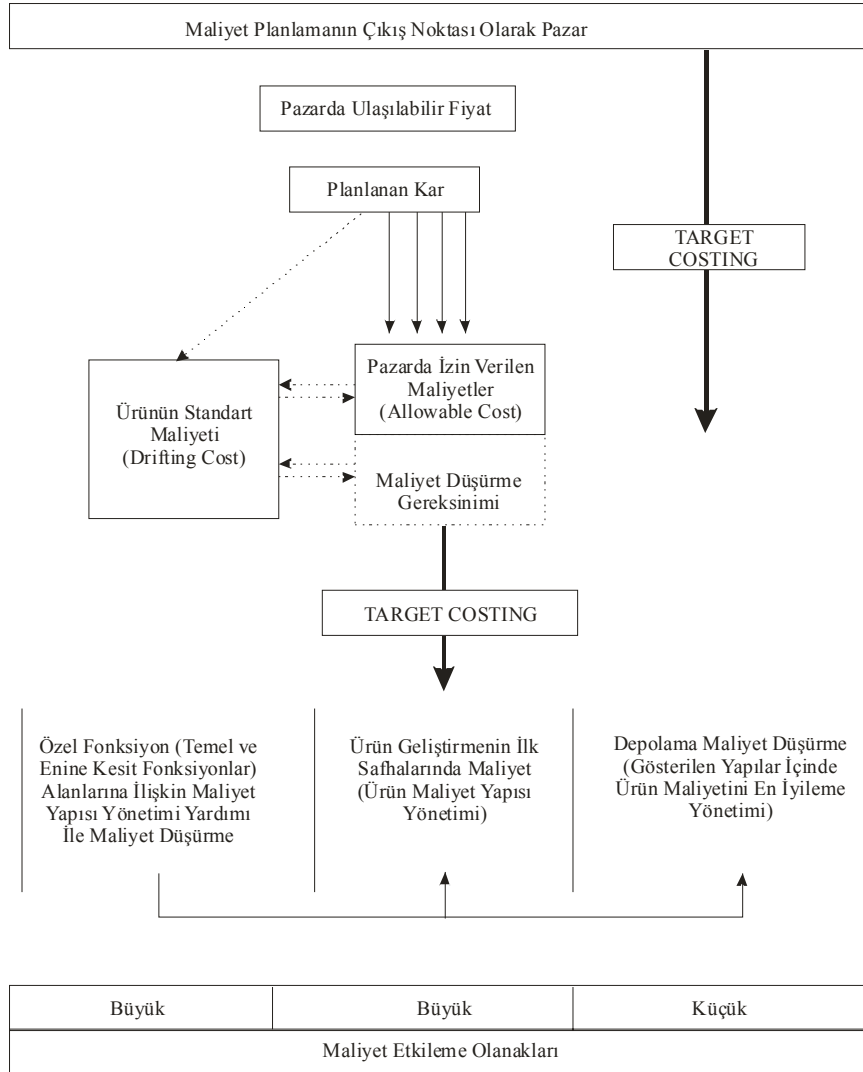 Maliyet Planlamanın Çıkış Noktası Olarak Pazar
Pazarda Ulaşılabilir Fiyat
Planlanan Kar
TARGET
COSTING
Pazarda İzin Verilen
Maliyetler
(Allowable Cost)
Ürünün Standart
Maliyeti
(Drifting Cost)
Maliyet Düşürme
Gereksinimi
TARGET COSTING
Özel Fonksiyon (Temel ve
Enine Kesit Fonksiyonlar)
Alanlarına İlişkin Maliyet
Yapısı Yönetimi Yardımı
İle Maliyet Düşürme
Ürün Geliştirmenin İlk
Safhalarında Maliyet
(Ürün Maliyet Yapısı
Yönetimi)
Depolama Maliyet Düşürme
(Gösterilen Yapılar İçinde
Ürün Maliyetini En İyileme
Yönetimi)
Büyük
Büyük
Küçük
Maliyet Etkileme Olanakları